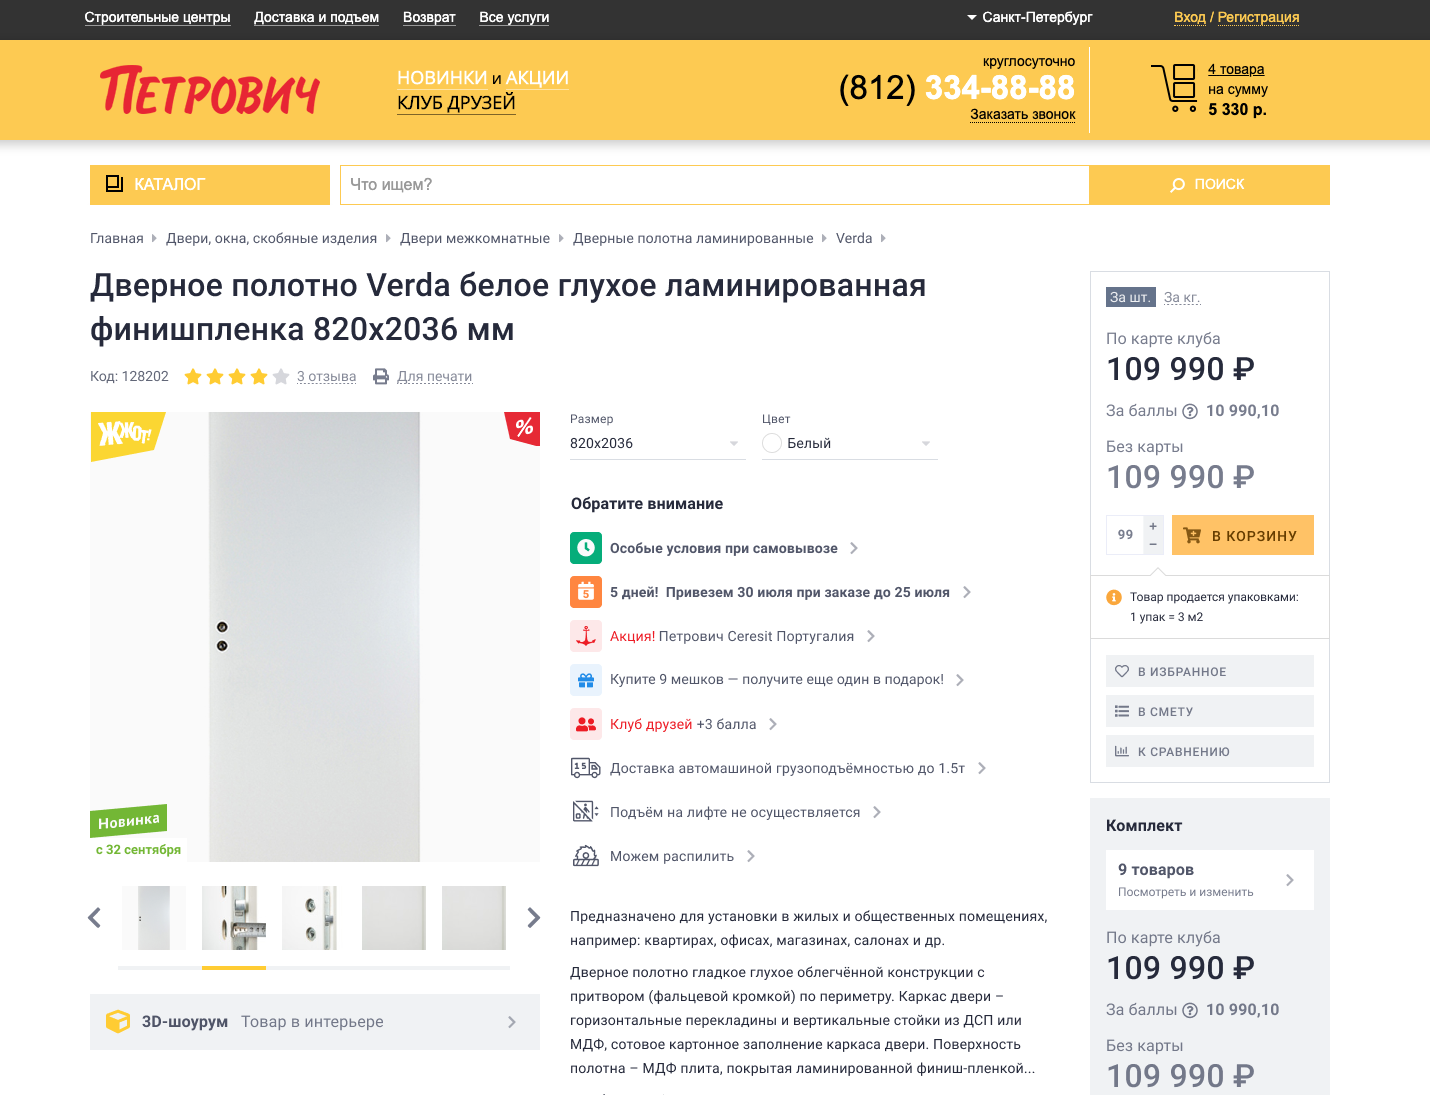 Строительные центры Доставка и подъем Возврат Все услуги Санкт-Петербург Вход / Регистрация
ПЕТРОВИЧ
НОВИНКИ и АКЦИИ
КЛУБ ДРУЗЕЙ
круглосуточно
(812) 334-88-88
Заказать звонок
4 товара
на сумму
5 330 р.
КАТАЛОГ
Что ищем?
ПОИСК
Главная Двери, окна, скобяные изделия Двери межкомнатные Дверные полотна ламинированные Verda
Дверное полотно Verda белое глухое ламинированная
финишпленка 820х2036 мм
Код: 128202 3 отзыва Для печати
ЖЖОТ!
%
Новинка
с 32 сентября
3D-шоурум Товар в интерьере
Размер
820х2036
Цвет
Белый
Обратите внимание
Особые условия при самовывозе
5
5 дней! Привезем 30 июля при заказе до 25 июля
Акция! Петрович Ceresit Португалия
Купите 9 мешков — получите еще один в подарок!
Клуб друзей +3 балла
1 5
Доставка автомашиной грузоподъёмностью до 1.5т
Подъём на лифте не осуществляется
Можем распилить
Предназначено для установки в жилых и общественных помещениях,
например: квартирах, офисах, магазинах, салонах и др.
Дверное полотно гладкое глухое облегчённой конструкции с
притвором (фальцевой кромкой) по периметру. Каркас двери –
горизонтальные перекладины и вертикальные стойки из ДСП или
МДФ, сотовое картонное заполнение каркаса двери. Поверхность
полотна – МДФ плита, покрытая ламинированной финиш-пленкой...
За шт. За кг.
По карте клуба
109 990 ₽
За баллы ? 10 990,10
Без карты
109 990 ₽
99 + −
В КОРЗИНУ
Товар продается упаковками:
1 упак = 3 м2
В ИЗБРАННОЕ
В СМЕТУ
К СРАВНЕНИЮ
Комплект
9 товаров
Посмотреть и изменить
По карте клуба
109 990 ₽
За баллы ? 10 990,10
Без карты
109 990 ₽